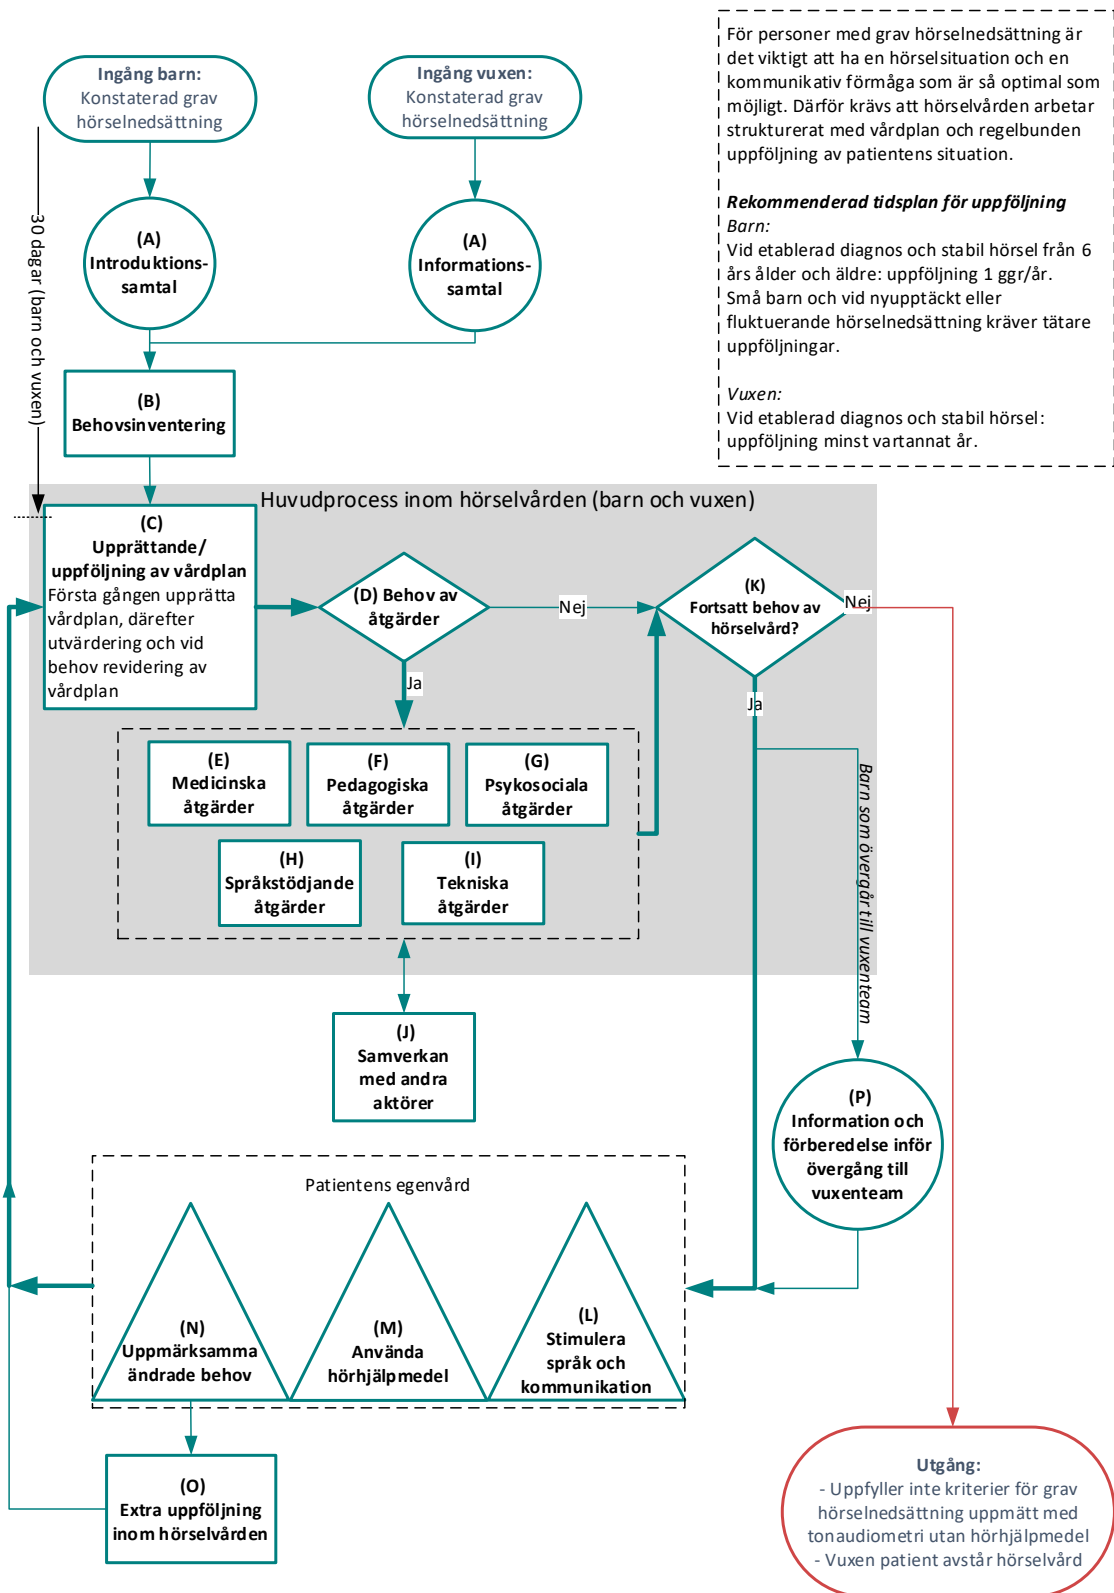 Ingång barn:
Konstaterad grav
hörselnedsättning
Ingång vuxen:
Konstaterad grav
hörselnedsättning
För personer med grav hörselnedsättning är
det viktigt att ha en hörselsituation och en
kommunikativ förmåga som är så optimal som
möjligt. Därför krävs att hörselvården arbetar
strukturerat med vårdplan och regelbunden
uppföljning av patientens situation.
Rekommenderad tidsplan för uppföljning
Barn:
Vid etablerad diagnos och stabil hörsel från 6
års ålder och äldre: uppföljning 1 ggr/år.
Små barn och vid nyupptäckt eller
fluktuerande hörselnedsättning kräver tätare
uppföljningar.
Vuxen:
Vid etablerad diagnos och stabil hörsel:
uppföljning minst vartannat år.
30 dagar (barn och vuxen)
(A)
Introduktions-
samtal
(A)
Informations-
samtal
(B)
Behovsinventering
Huvudprocess inom hörselvården (barn och vuxen)
(C)
Upprättande/
uppföljning av vårdplan
Första gången upprätta
vårdplan, därefter
utvärdering och vid
behov revidering av
vårdplan
(D) Behov av
åtgärder
Nej
Ja
(K)
Fortsatt behov av
hörselvård?
Nej
Ja
(E)
Medicinska
åtgärder
(F)
Pedagogiska
åtgärder
(G)
Psykosociala
åtgärder
(H)
Språkstödjande
åtgärder
(I)
Tekniska
åtgärder
Barn som övergår till vuxenteam
(J)
Samverkan
med andra
aktörer
(P)
Information och
förberedelse inför
övergång till
vuxenteam
Patientens egenvård
(N)
Uppmärksamma
ändrade behov
(M)
Använda
hörhjälpmedel
(L)
Stimulera
språk och
kommunikation
(O)
Extra uppföljning
inom hörselvården
Utgång:
- Uppfyller inte kriterier för grav
hörselnedsättning uppmätt med
tonaudiometri utan hörhjälpmedel
- Vuxen patient avstår hörselvård